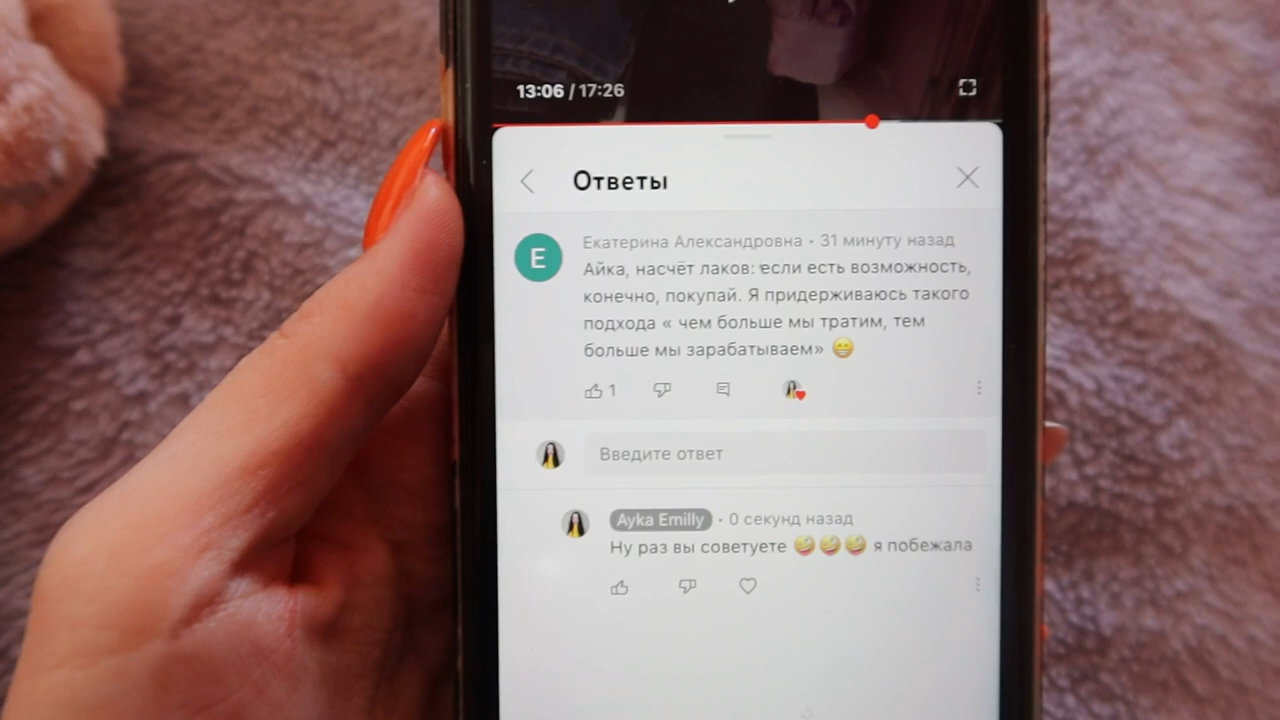 13:06 / 17:26
Ответы
E
Екатерина Александровна • 31 минуту назад
Айка, насчёт лаков: если есть возможность,
конечно, покупай. Я придерживаюсь такого
подхода « чем больше мы тратим, тем
больше мы зарабатываем» 😁
1
Введите ответ
Ayka Emilly • 0 секунд назад
Ну раз вы советуете 🤪🤪🤪 я побежала